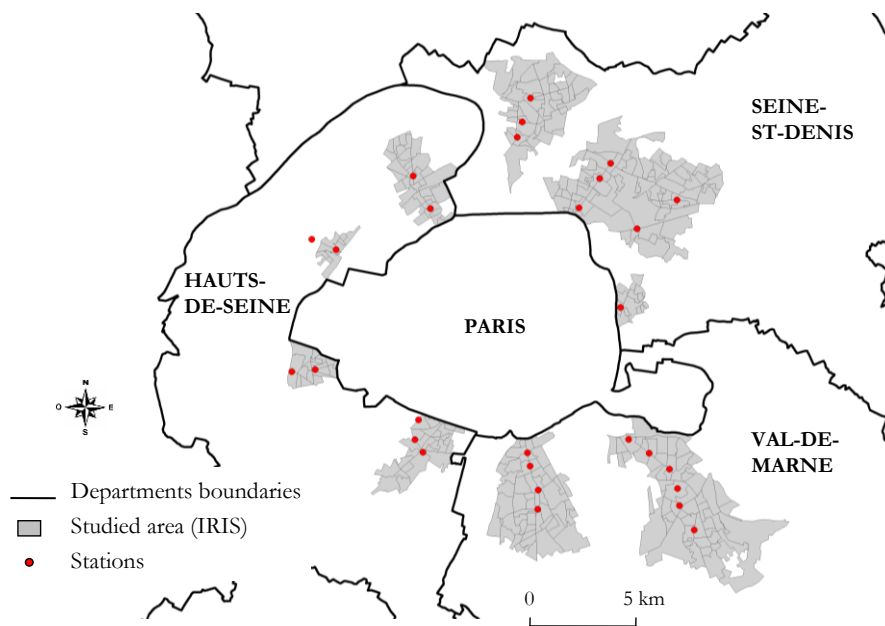 SEINE-
ST-DENIS
HAUTS-
DE-SEINE
PARIS
N
O
E
S
VAL-DE-
MARNE
Departments boundaries
Studied area (IRIS)
Stations
0
5 km